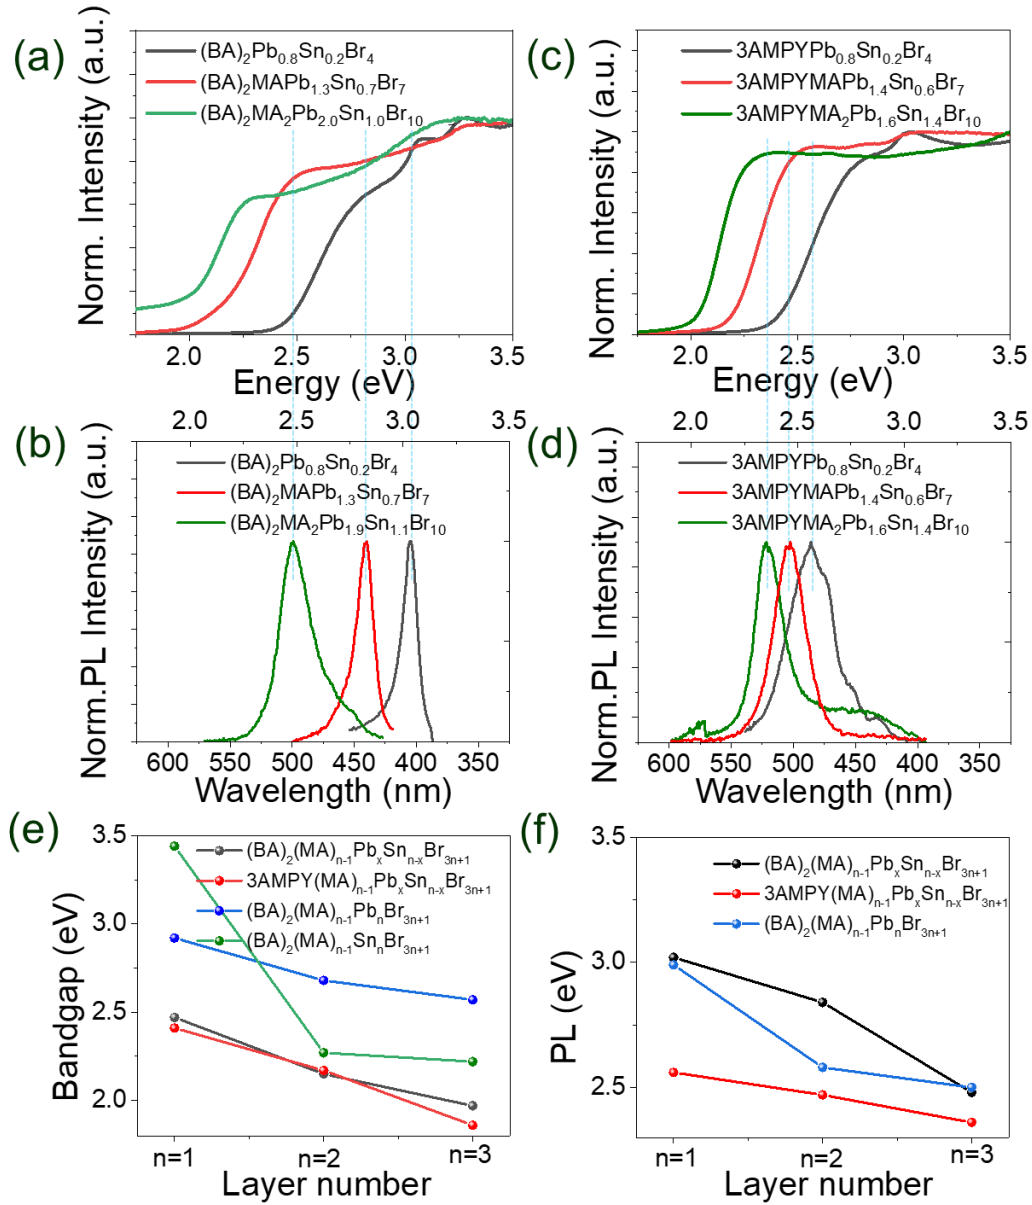 (a)
Norm. Intensity (a.u.)
(BA)₂Pb₀.₈Sn₀.₂Br₄
(BA)₂MAPb₁.₃Sn₀.₇Br₇
(BA)₂MA₂Pb₂.₀Sn₁.₀Br₁₀
2.0 2.5 3.0 3.5
Energy (eV)
(c)
Norm. Intensity (a.u.)
3AMPYPb₀.₈Sn₀.₂Br₄
3AMPYMAPb₁.₄Sn₀.₆Br₇
3AMPYMA₂Pb₁.₆Sn₁.₄Br₁₀
2.0 2.5 3.0 3.5
Energy (eV)
(b)
2.0 2.5 3.0 3.5
Norm.PL Intensity (a.u.)
(BA)₂Pb₀.₈Sn₀.₂Br₄
(BA)₂MAPb₁.₃Sn₀.₇Br₇
(BA)₂MA₂Pb₁.₉Sn₁.₁Br₁₀
600 550 500 450 400 350
Wavelength (nm)
(d)
2.0 2.5 3.0 3.5
Norm.PL Intensity (a.u.)
3AMPYPb₀.₈Sn₀.₂Br₄
3AMPYMAPb₁.₄Sn₀.₆Br₇
3AMPYMA₂Pb₁.₆Sn₁.₄Br₁₀
600 550 500 450 400 350
Wavelength (nm)
(e)
Bandgap (eV)
3.5
3.0
2.5
2.0
(BA)₂(MA)ₙ₋₁PbₓSnₙ₋ₓBr₃ₙ₊₁
3AMPY(MA)ₙ₋₁PbₓSnₙ₋ₓBr₃ₙ₊₁
(BA)₂(MA)ₙ₋₁PbₙBr₃ₙ₊₁
(BA)₂(MA)ₙ₋₁SnₙBr₃ₙ₊₁
n=1 n=2 n=3
Layer number
(f)
PL (eV)
3.5
3.0
2.5
(BA)₂(MA)ₙ₋₁PbₓSnₙ₋ₓBr₃ₙ₊₁
3AMPY(MA)ₙ₋₁PbₓSnₙ₋ₓBr₃ₙ₊₁
(BA)₂(MA)ₙ₋₁PbₙBr₃ₙ₊₁
n=1 n=2 n=3
Layer number